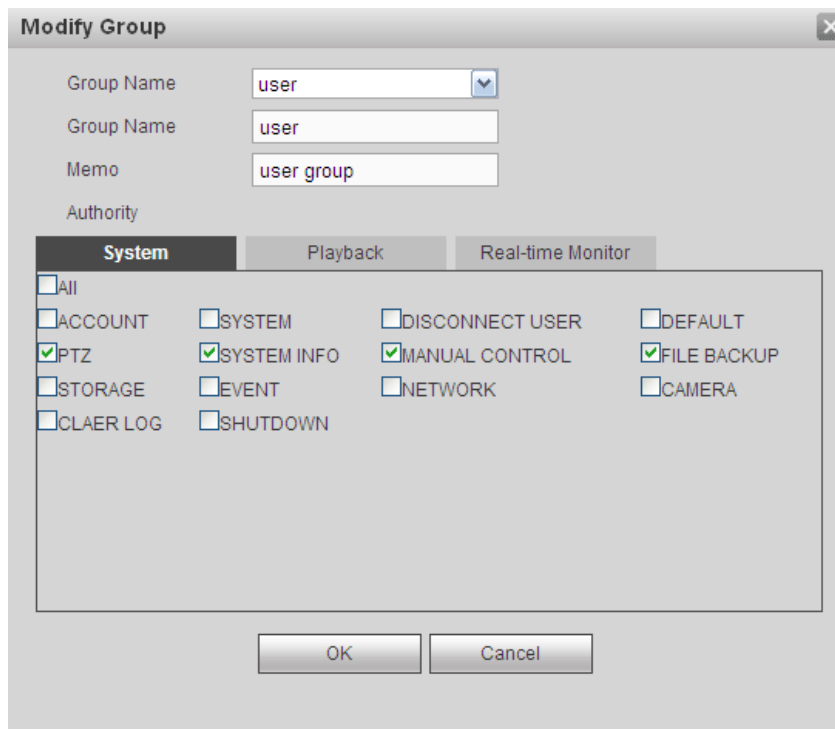 Modify Group
Group Name user
Group Name user
Memo user group
Authority
System Playback Real-time Monitor
All
ACCOUNT SYSTEM DISCONNECT USER DEFAULT
PTZ SYSTEM INFO MANUAL CONTROL FILE BACKUP
STORAGE EVENT NETWORK CAMERA
CLAER LOG SHUTDOWN
OK Cancel